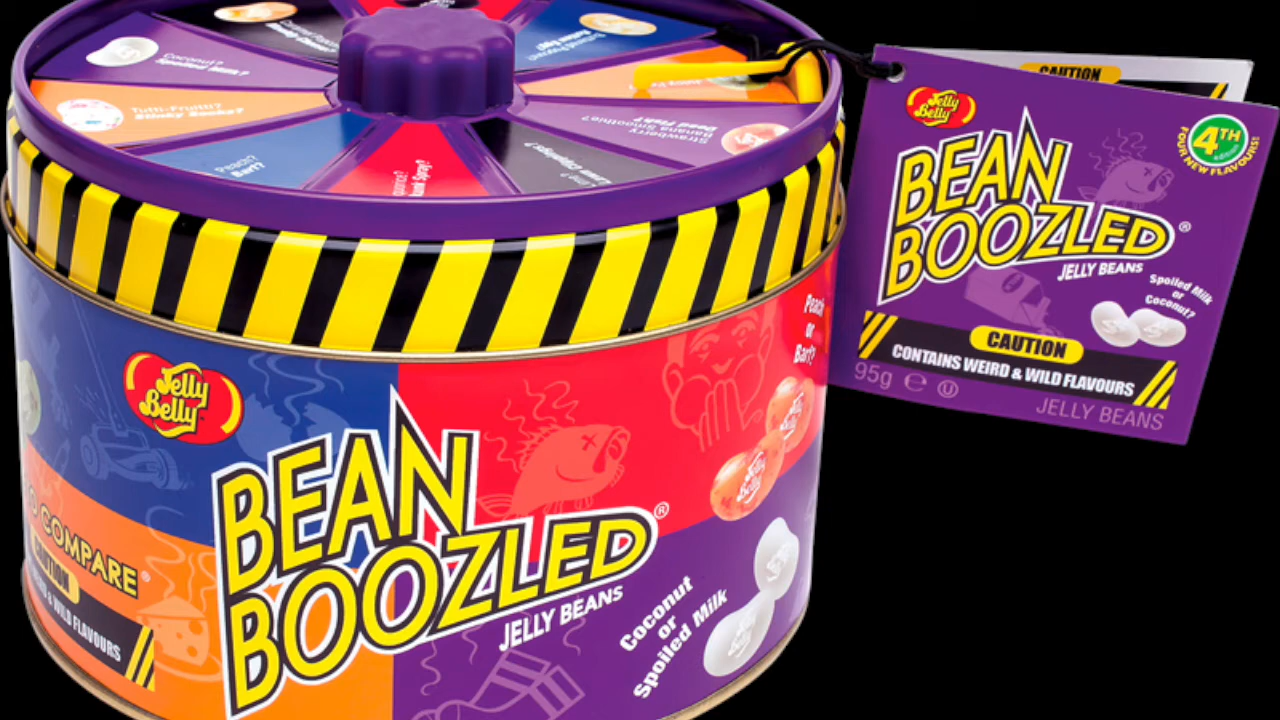 Coconut?
Spoiled Milk?
Tutti-Fruitti?
Stinky Socks?
Peach?
Barf?
Lime?
Strawberry
Banana Smoothie?
Dead Fish?
CAUTION
Jelly
Belly
4TH
edition
FOUR NEW FLAVOURS!
BEAN
BOOZLED®
JELLY BEANS
Spoiled Milk
or
Coconut?
CAUTION
CONTAINS WEIRD & WILD FLAVOURS
95g ℮ U
JELLY BEANS
Peach
or
Barf?
Jelly
Belly
BEAN
BOOZLED®
JELLY BEANS
Coconut
or
Spoiled Milk
COMPARE®
CAUTION
& WILD FLAVOURS